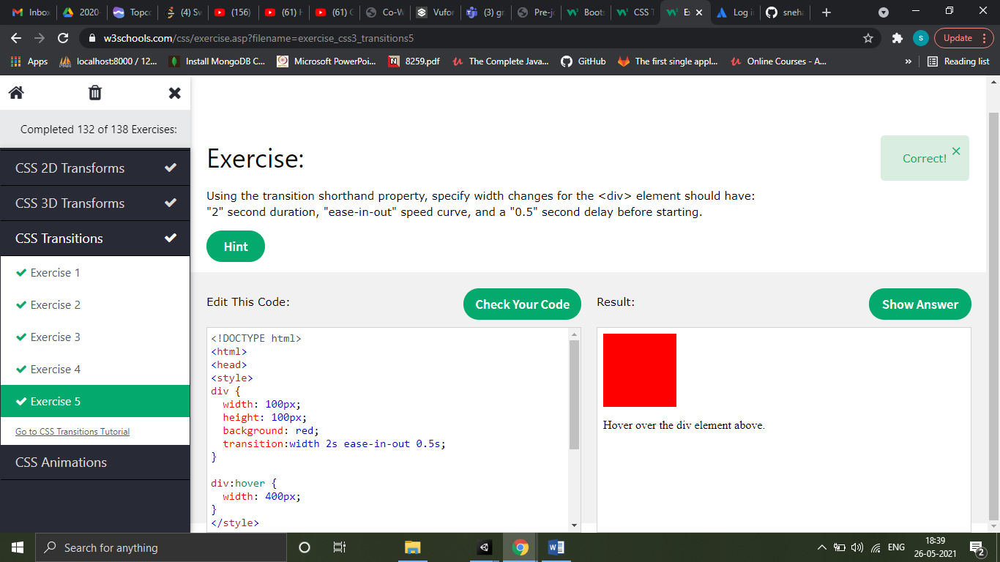 Inbox
2020-
Topco
(4) Sw
(156)
(61) H
(61) C
Co-W
Vufor
(3) gr
Pre-jo
Boots
CSS T
Ex
Log in
sneha
w3schools.com/css/exercise.asp?filename=exercise_css3_transitions5
s
Update
Apps
localhost:8000 / 12...
Install MongoDB C...
Microsoft PowerPoi...
8259.pdf
The Complete Java...
GitHub
The first single appl...
Online Courses - A...
»
Reading list
Completed 132 of 138 Exercises:
CSS 2D Transforms
CSS 3D Transforms
CSS Transitions
Exercise 1
Exercise 2
Exercise 3
Exercise 4
Exercise 5
Go to CSS Transitions Tutorial
CSS Animations
Exercise:
Correct!
Using the transition shorthand property, specify width changes for the <div> element should have:
"2" second duration, "ease-in-out" speed curve, and a "0.5" second delay before starting.
Hint
Edit This Code:
Check Your Code
<!DOCTYPE html>
<html>
<head>
<style>
div {
  width: 100px;
  height: 100px;
  background: red;
  transition:width 2s ease-in-out 0.5s;
}
div:hover {
  width: 400px;
}
</style>
Result:
Show Answer
Hover over the div element above.
Search for anything
ENG
18:39
26-05-2021
2